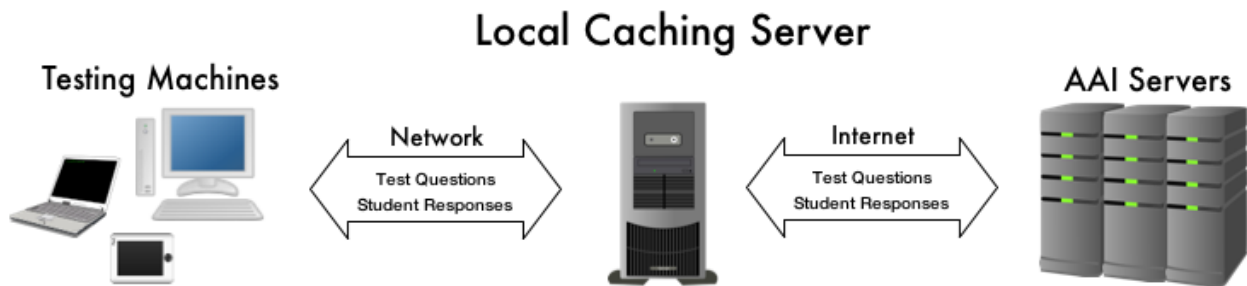 Local Caching Server
Testing Machines
AAI Servers
Network
Test Questions
Student Responses
Internet
Test Questions
Student Responses